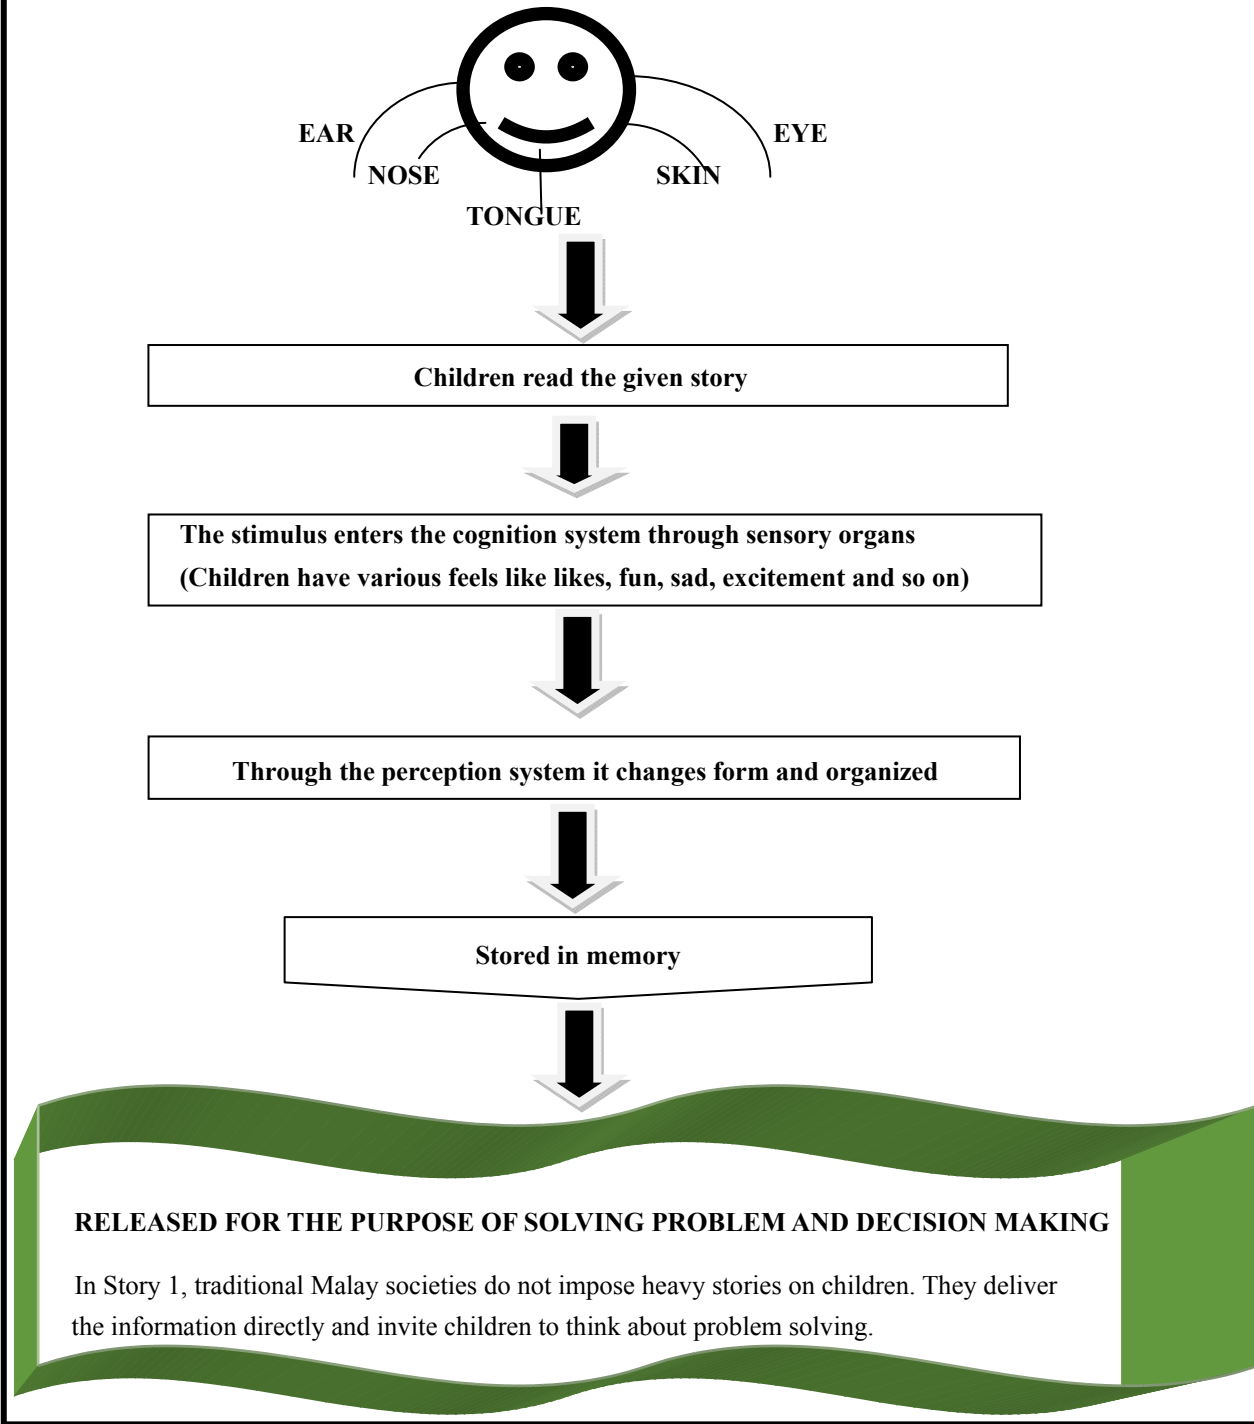 EAR
EYE
NOSE
SKIN
TONGUE
Children read the given story
The stimulus enters the cognition system through sensory organs
(Children have various feels like likes, fun, sad, excitement and so on)
Through the perception system it changes form and organized
Stored in memory
RELEASED FOR THE PURPOSE OF SOLVING PROBLEM AND DECISION MAKING
In Story 1, traditional Malay societies do not impose heavy stories on children. They deliver
the information directly and invite children to think about problem solving.